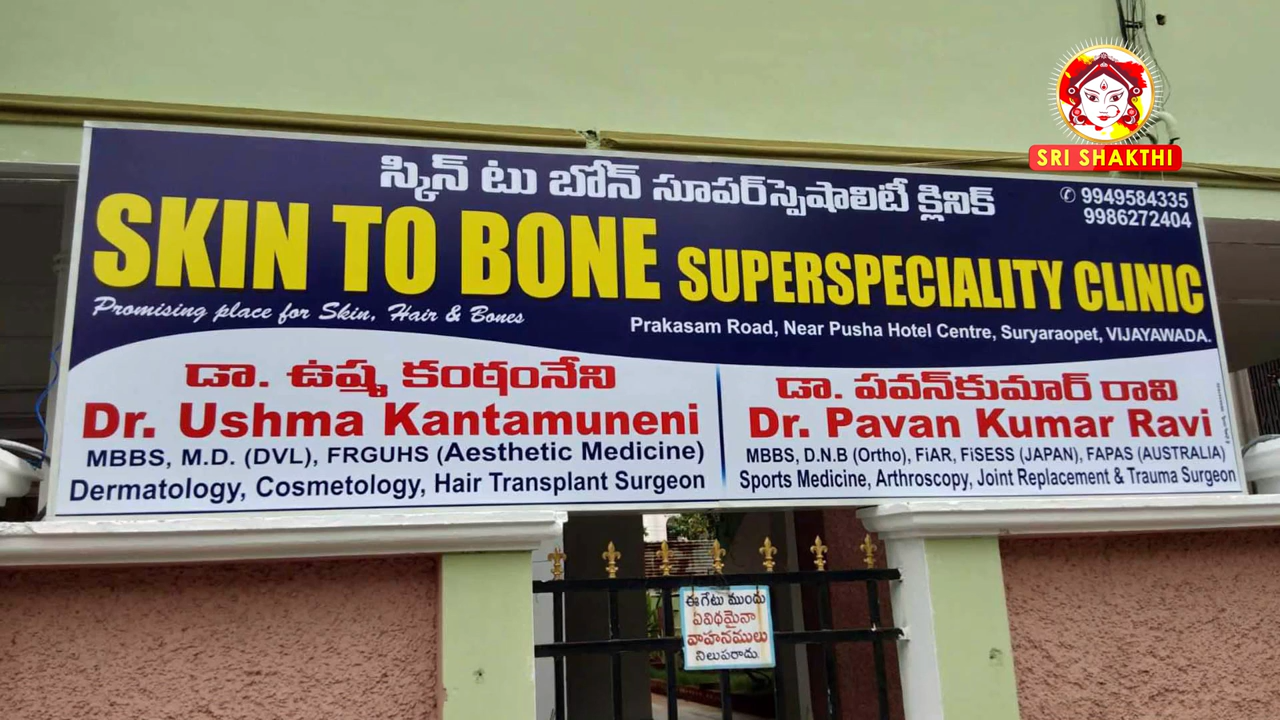 SRI SHAKTHI
స్కిన్ టు బోన్ సూపర్‌స్పెషాలిటీ క్లినిక్
✆ 9949584335
9986272404
SKIN TO BONE SUPERSPECIALITY CLINIC
Promising place for Skin, Hair & Bones
Prakasam Road, Near Pusha Hotel Centre, Suryaraopet, VIJAYAWADA.
డా. ఉష్మ కంఠంనేని
Dr. Ushma Kantamuneni
MBBS, M.D. (DVL), FRGUHS (Aesthetic Medicine)
Dermatology, Cosmetology, Hair Transplant Surgeon
డా. పవన్‌కుమార్ రావి
Dr. Pavan Kumar Ravi
MBBS, D.N.B (Ortho), FiAR, FiSESS (JAPAN), FAPAS (AUSTRALIA)
Sports Medicine, Arthroscopy, Joint Replacement & Trauma Surgeon
ఈ గేటు ముందు
ఏవిధమైనా
వాహనములు
నిలుపరాదు.